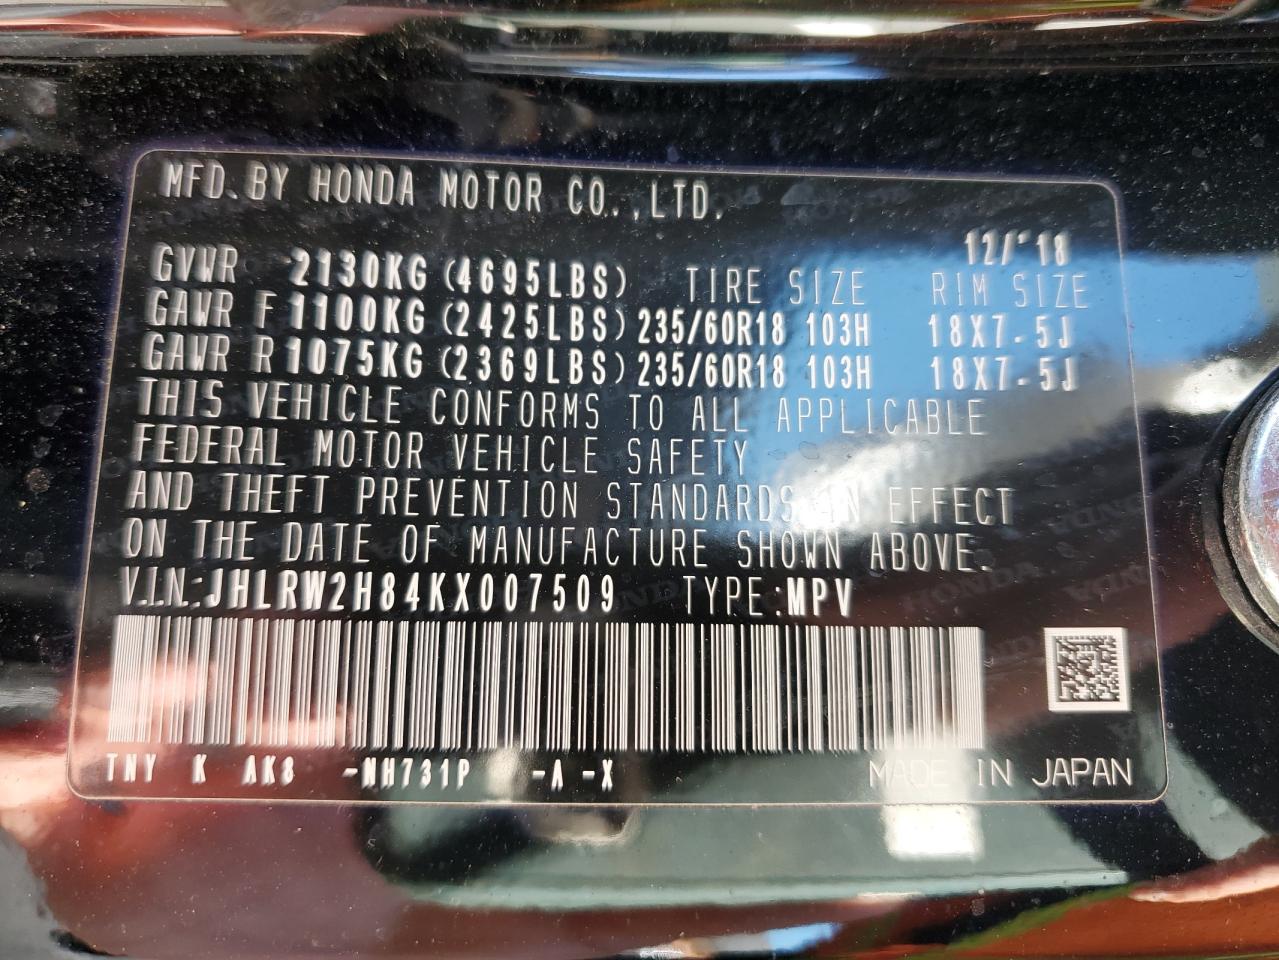 MFD. BY HONDA MOTOR CO., LTD.
12/'18
GVWR 2130KG (4695LBS) TIRE SIZE RIM SIZE
GAWR F 1100KG (2425LBS) 235/60R18 103H 18X7.5J
GAWR R 1075KG (2369LBS) 235/60R18 103H 18X7.5J
THIS VEHICLE CONFORMS TO ALL APPLICABLE
FEDERAL MOTOR VEHICLE SAFETY
AND THEFT PREVENTION STANDARDS IN EFFECT
ON THE DATE OF MANUFACTURE SHOWN ABOVE.
V.I.N.:JHLRW2H84KX007509 TYPE:MPV
TNY K AK8 -NH731P -A -X
MADE IN JAPAN